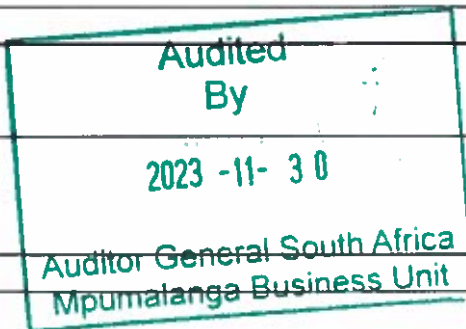 Audited
By
2023 -11- 30
Auditor General South Africa
Mpumalanga Business Unit